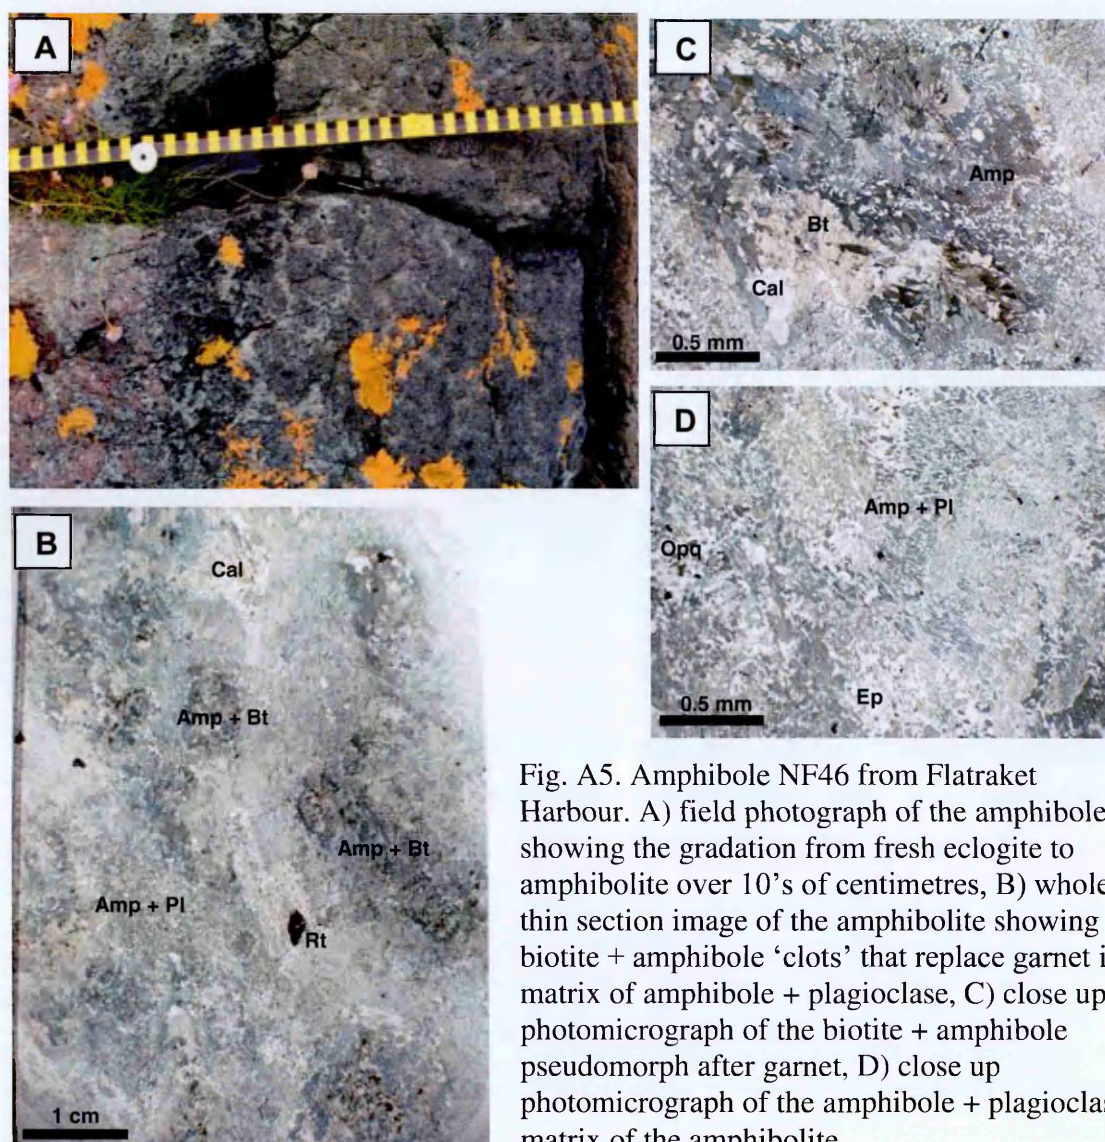 A
C
Amp
Bt
Cal
0.5 mm
D
Amp + Pl
Opq
Ep
0.5 mm
B
Cal
Amp + Bt
Amp + Bt
Amp + Pl
Rt
1 cm
Fig. A5. Amphibole NF46 from Flatraket
Harbour. A) field photograph of the amphibole
showing the gradation from fresh eclogite to
amphibolite over 10's of centimetres, B) whole
thin section image of the amphibolite showing
biotite + amphibole ‘clots’ that replace garnet i
matrix of amphibole + plagioclase, C) close up
photomicrograph of the biotite + amphibole
pseudomorph after garnet, D) close up
photomicrograph of the amphibole + plagioclas
matrix of the amphibolite